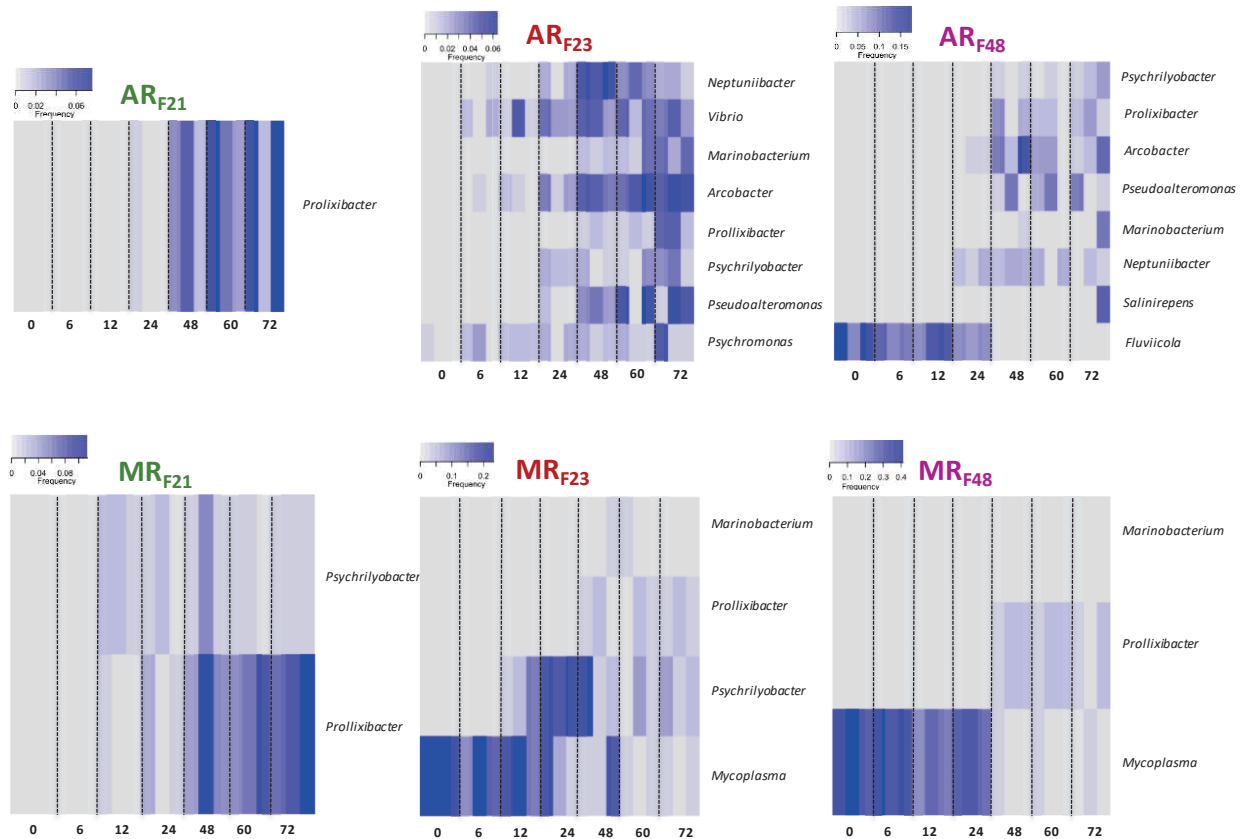 AR_F21
0 0.02 0.06
Frequency
Prolixibacter
0 6 12 24 48 60 72
AR_F23
0 0.02 0.04 0.06
Frequency
Neptuniibacter
Vibrio
Marinobacterium
Arcobacter
Prollixibacter
Psychrilyobacter
Pseudoalteromonas
Psychromonas
0 6 12 24 48 60 72
AR_F48
0 0.05 0.1 0.15
Frequency
Psychrilyobacter
Prolixibacter
Arcobacter
Pseudoalteromonas
Marinobacterium
Neptuniibacter
Salinirepens
Fluviicola
0 6 12 24 48 60 72
MR_F21
0 0.04 0.08
Frequency
Psychrilyobacter
Prollixibacter
0 6 12 24 48 60 72
MR_F23
0 0.1 0.2
Frequency
Marinobacterium
Prollixibacter
Psychrilyobacter
Mycoplasma
0 6 12 24 48 60 72
MR_F48
0 0.1 0.2 0.3 0.4
Frequency
Marinobacterium
Prollixibacter
Mycoplasma
0 6 12 24 48 60 72